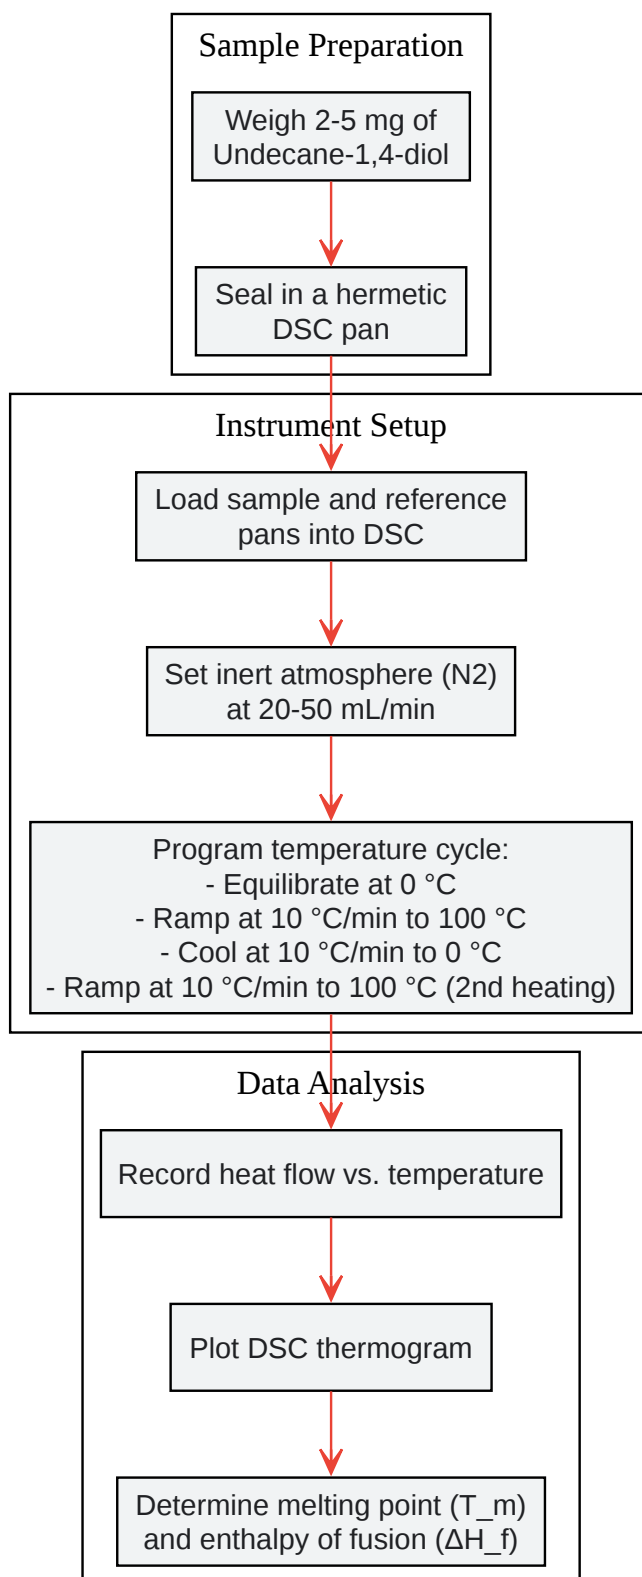 Sample Preparation
Weigh 2-5 mg of
Undecane-1,4-diol
Seal in a hermetic
DSC pan
Instrument Setup
Load sample and reference
pans into DSC
Set inert atmosphere (N2)
at 20-50 mL/min
Program temperature cycle:
- Equilibrate at 0 °C
- Ramp at 10 °C/min to 100 °C
- Cool at 10 °C/min to 0 °C
- Ramp at 10 °C/min to 100 °C (2nd heating)
Data Analysis
Record heat flow vs. temperature
Plot DSC thermogram
Determine melting point (T_m)
and enthalpy of fusion (ΔH_f)